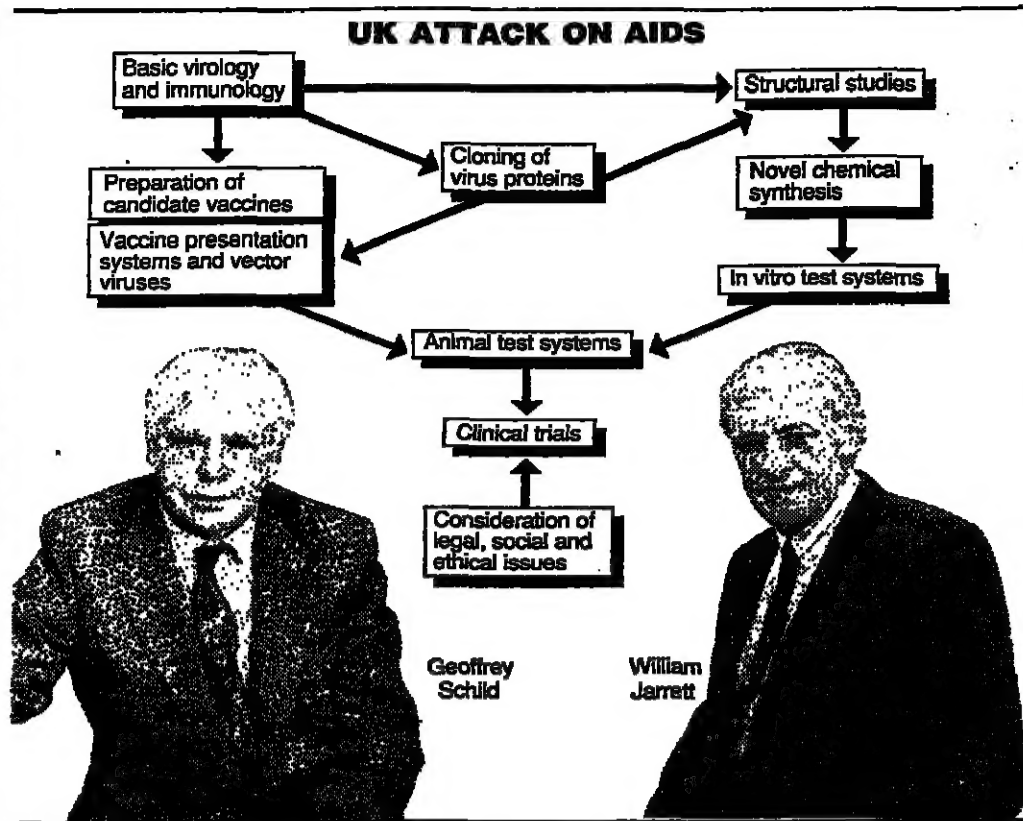 UK ATTACK ON AIDS
Basic virology
and immunology
Structural studies
Cloning of
virus proteins
Preparation of
candidate vaccines
Novel chemical
synthesis
Vaccine presentation
systems and vector
viruses
In vitro test systems
Animal test systems
Clinical trials
Consideration of
legal, social and
ethical issues
Geoffrey
Schild
William
Jarrett